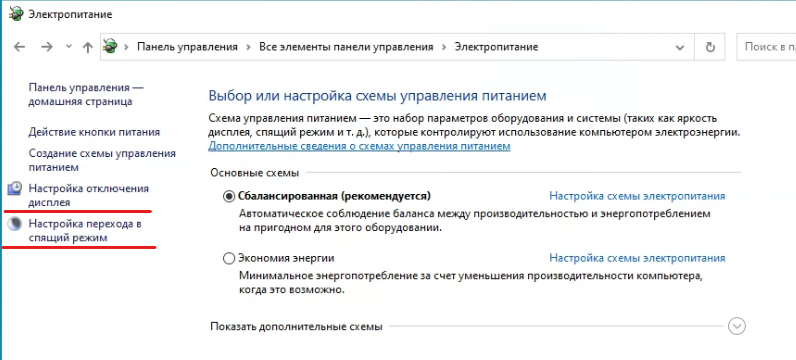 Электропитание
Панель управления
Все элементы панели управления
Электропитание
Поиск в п
Панель управления —
домашняя страница
Действие кнопки питания
Создание схемы управления
питанием
Настройка отключения
дисплея
Настройка перехода в
спящий режим
Выбор или настройка схемы управления питанием
Схема управления питанием — это набор параметров оборудования и системы (таких как яркость
дисплея, спящий режим и т. д.), которые контролируют использование компьютером электроэнергии.
Дополнительные сведения о схемах управления питанием
Основные схемы
Сбалансированная (рекомендуется)
Настройка схемы электропитания
Автоматическое соблюдение баланса между производительностью и энергопотреблением
на пригодном для этого оборудовании.
Экономия энергии
Настройка схемы электропитания
Минимальное энергопотребление за счет уменьшения производительности компьютера,
когда это возможно.
Показать дополнительные схемы